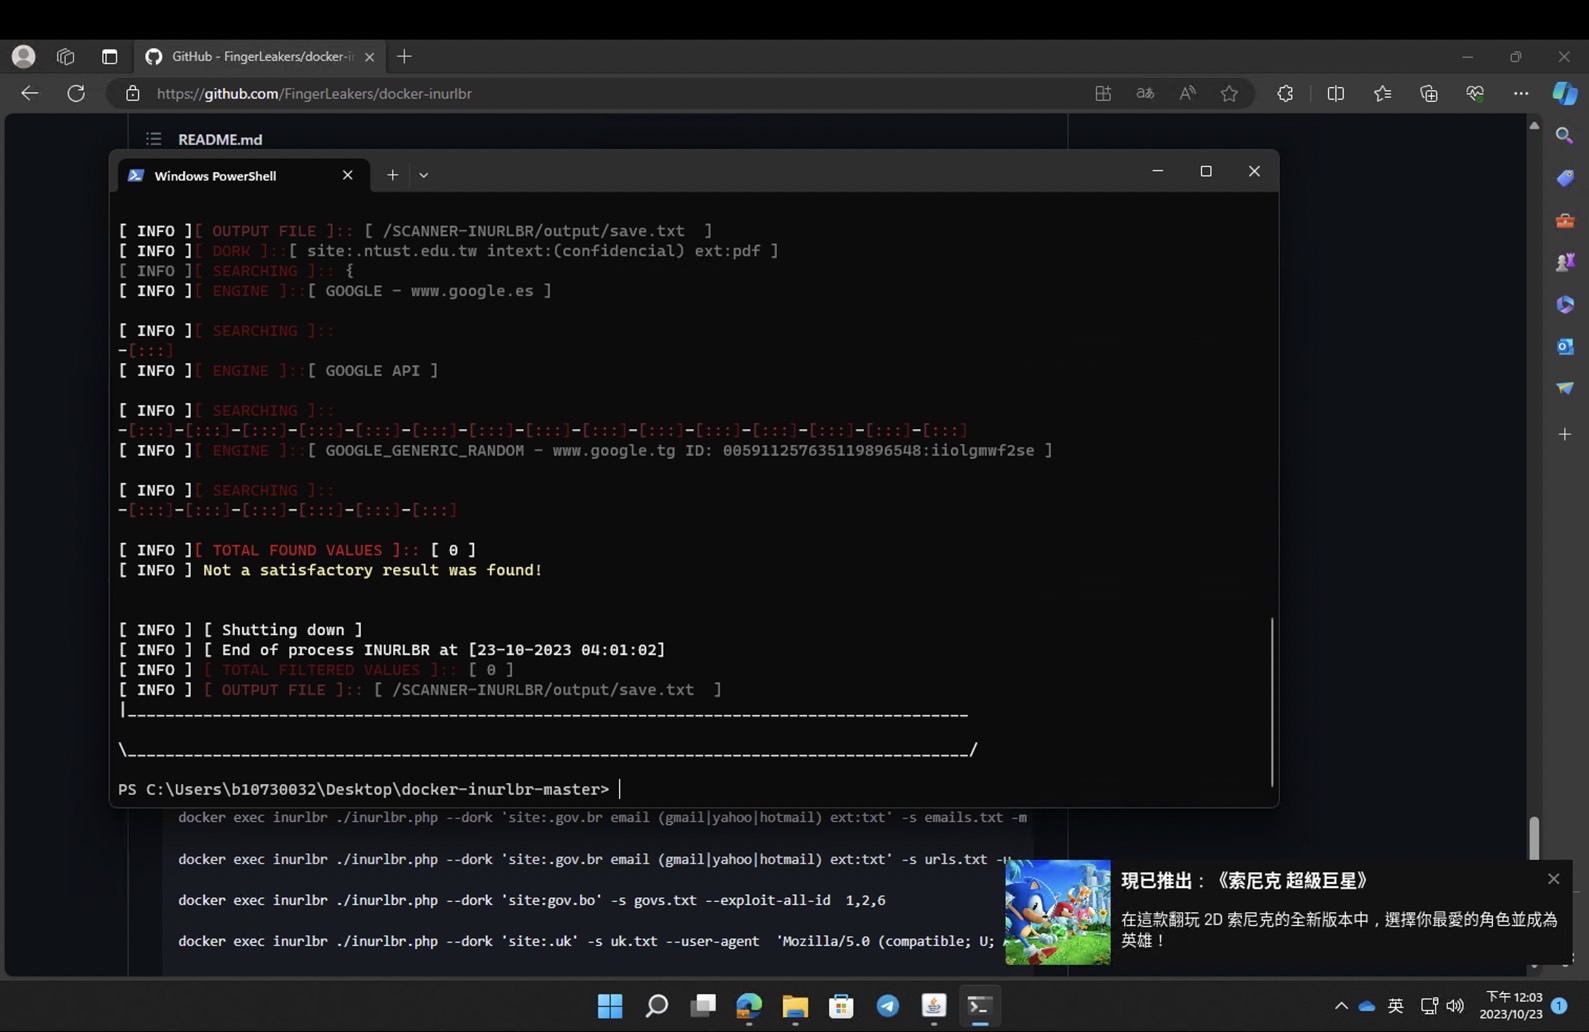 GitHub - FingerLeakers/docker-i
https://github.com/FingerLeakers/docker-inurlbr
README.md
Windows PowerShell
[ INFO ][ OUTPUT FILE ]:: [ /SCANNER-INURLBR/output/save.txt  ]
[ INFO ][ DORK ]::[ site:.ntust.edu.tw intext:(confidencial) ext:pdf ]
[ INFO ][ SEARCHING ]:: {
[ INFO ][ ENGINE ]::[ GOOGLE - www.google.es ]
[ INFO ][ SEARCHING ]::
-[:::]
[ INFO ][ ENGINE ]::[ GOOGLE API ]
[ INFO ][ SEARCHING ]::
-[:::]-[:::]-[:::]-[:::]-[:::]-[:::]-[:::]-[:::]-[:::]-[:::]-[:::]-[:::]-[:::]-[:::]-[:::]
[ INFO ][ ENGINE ]::[ GOOGLE_GENERIC_RANDOM - www.google.tg ID: 005911257635119896548:iiolgmwf2se ]
[ INFO ][ SEARCHING ]::
-[:::]-[:::]-[:::]-[:::]-[:::]-[:::]
[ INFO ][ TOTAL FOUND VALUES ]:: [ 0 ]
[ INFO ] Not a satisfactory result was found!
[ INFO ] [ Shutting down ]
[ INFO ] [ End of process INURLBR at [23-10-2023 04:01:02]
[ INFO ] [ TOTAL FILTERED VALUES ]:: [ 0 ]
[ INFO ] [ OUTPUT FILE ]:: [ /SCANNER-INURLBR/output/save.txt  ]
|_________________________________________________________________________________________
\_________________________________________________________________________________________/
PS C:\Users\b10730032\Desktop\docker-inurlbr-master>
docker exec inurlbr ./inurlbr.php --dork 'site:.gov.br email (gmail|yahoo|hotmail) ext:txt' -s emails.txt -m
docker exec inurlbr ./inurlbr.php --dork 'site:.gov.br email (gmail|yahoo|hotmail) ext:txt' -s urls.txt -u
docker exec inurlbr ./inurlbr.php --dork 'site:gov.bo' -s govs.txt --exploit-all-id  1,2,6
docker exec inurlbr ./inurlbr.php --dork 'site:.uk' -s uk.txt --user-agent  'Mozilla/5.0 (compatible; U;
現已推出：《索尼克 超級巨星》
在這款翻玩 2D 索尼克的全新版本中，選擇你最愛的角色並成為
英雄！
英
下午 12:03
2023/10/23
1